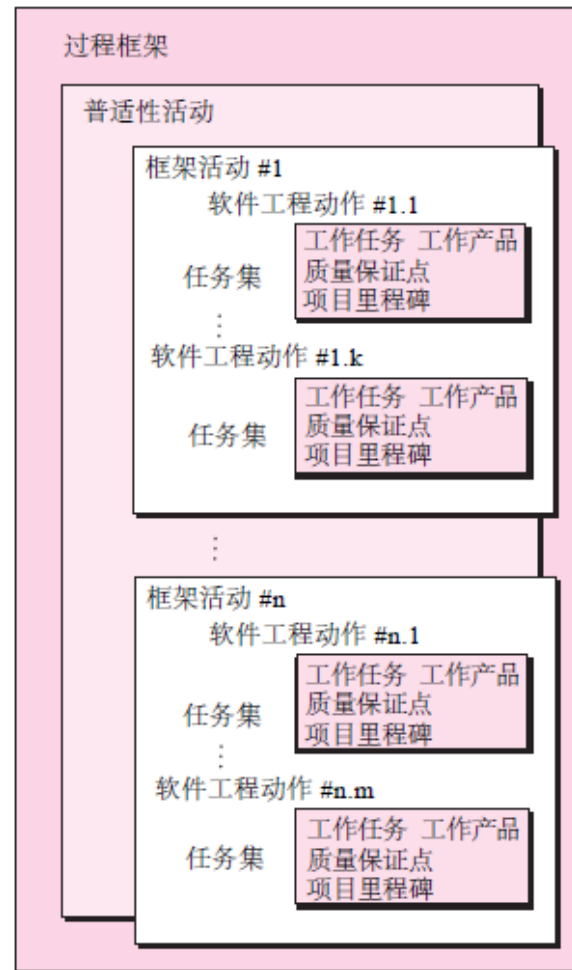 过程框架
普适性活动
框架活动 #1
软件工程动作 #1.1
工作任务 工作产品
任务集 质量保证点
项目里程碑
⋮
软件工程动作 #1.k
工作任务 工作产品
任务集 质量保证点
项目里程碑
⋮
框架活动 #n
软件工程动作 #n.1
工作任务 工作产品
任务集 质量保证点
项目里程碑
⋮
软件工程动作 #n.m
工作任务 工作产品
任务集 质量保证点
项目里程碑